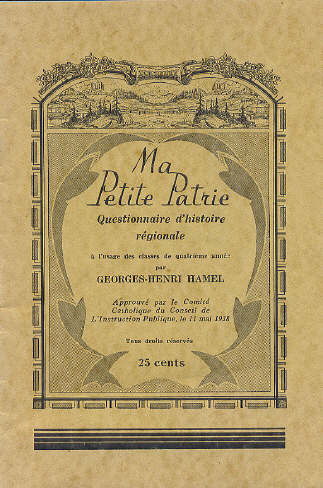 Ma
Petite Patrie
Questionnaire d'histoire
régionale
à l'usage des classes de quatrième année
par
GEORGES-HENRI HAMEL
Approuvé par le Comité
Catholique du Conseil de
L'Instruction Publique, le 11 mai 1938
Tous droits réservés
25 cents